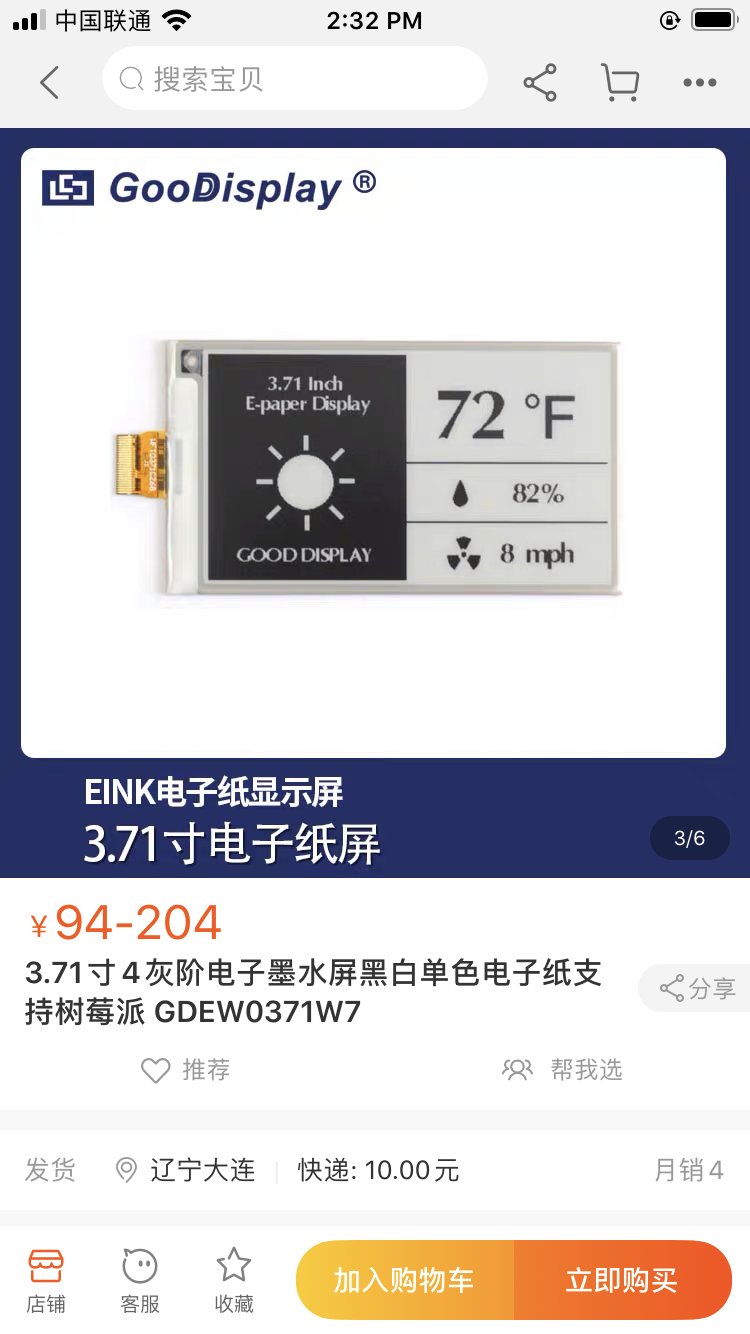 中国联通
2:32 PM
搜索宝贝
GooDisplay ®
3.71 Inch
E-paper Display
GOOD DISPLAY
72 °F
82%
8 mph
EINK电子纸显示屏
3.71寸电子纸屏
3/6
¥94-204
3.71寸4灰阶电子墨水屏黑白单色电子纸支
持树莓派 GDEW0371W7
分享
推荐
帮我选
发货
辽宁大连
快递: 10.00元
月销4
店铺
客服
收藏
加入购物车
立即购买